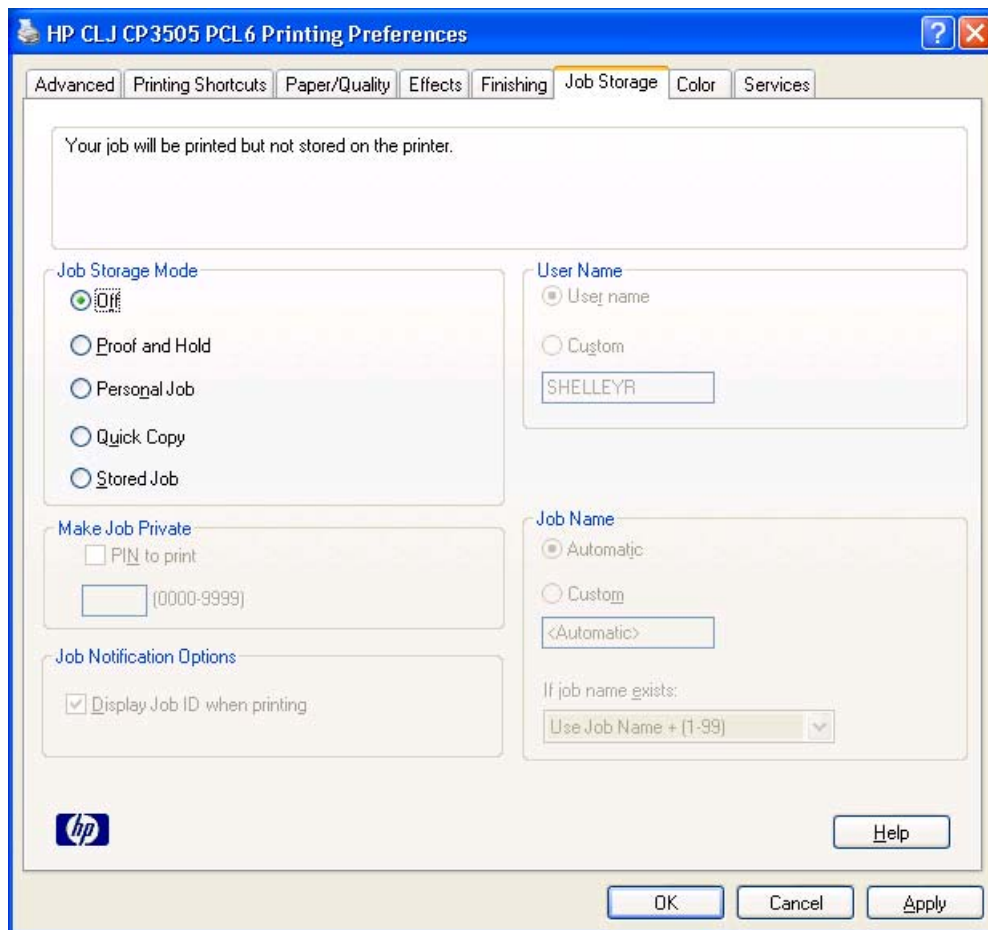 HP CLJ CP3505 PCL6 Printing Preferences
Advanced Printing Shortcuts Paper/Quality Effects Finishing Job Storage Color Services
Your job will be printed but not stored on the printer.
Job Storage Mode
Off
Proof and Hold
Personal Job
Quick Copy
Stored Job
User Name
User name
Custom
SHELLEYR
Make Job Private
PIN to print
(0000-9999)
Job Notification Options
Display Job ID when printing
Job Name
Automatic
Custom
<Automatic>
If job name exists:
Use Job Name + (1-99)
hp
Help
OK Cancel Apply